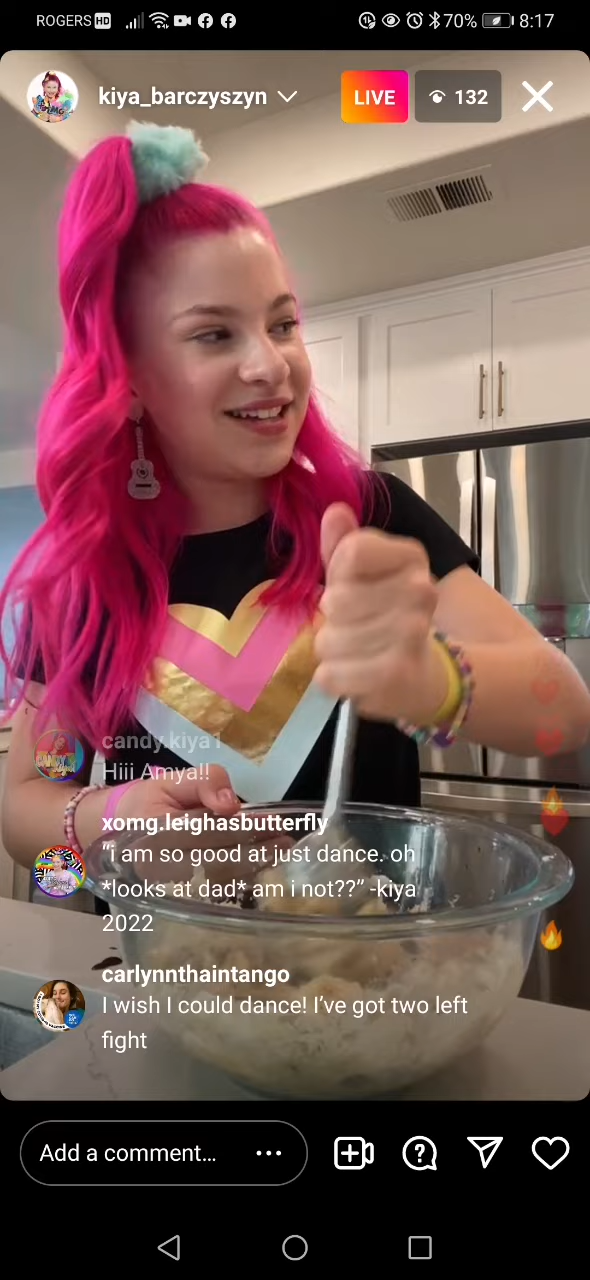 ROGERS HD 70% 8:17
kiya_barczyszyn LIVE 132
candy.kiya1
Hiii Amya!!
xomg.leighasbutterfly
“i am so good at just dance. oh
*looks at dad* am i not??” -kiya
2022
carlynnthaintango
I wish I could dance! I’ve got two left
fight
Add a comment...